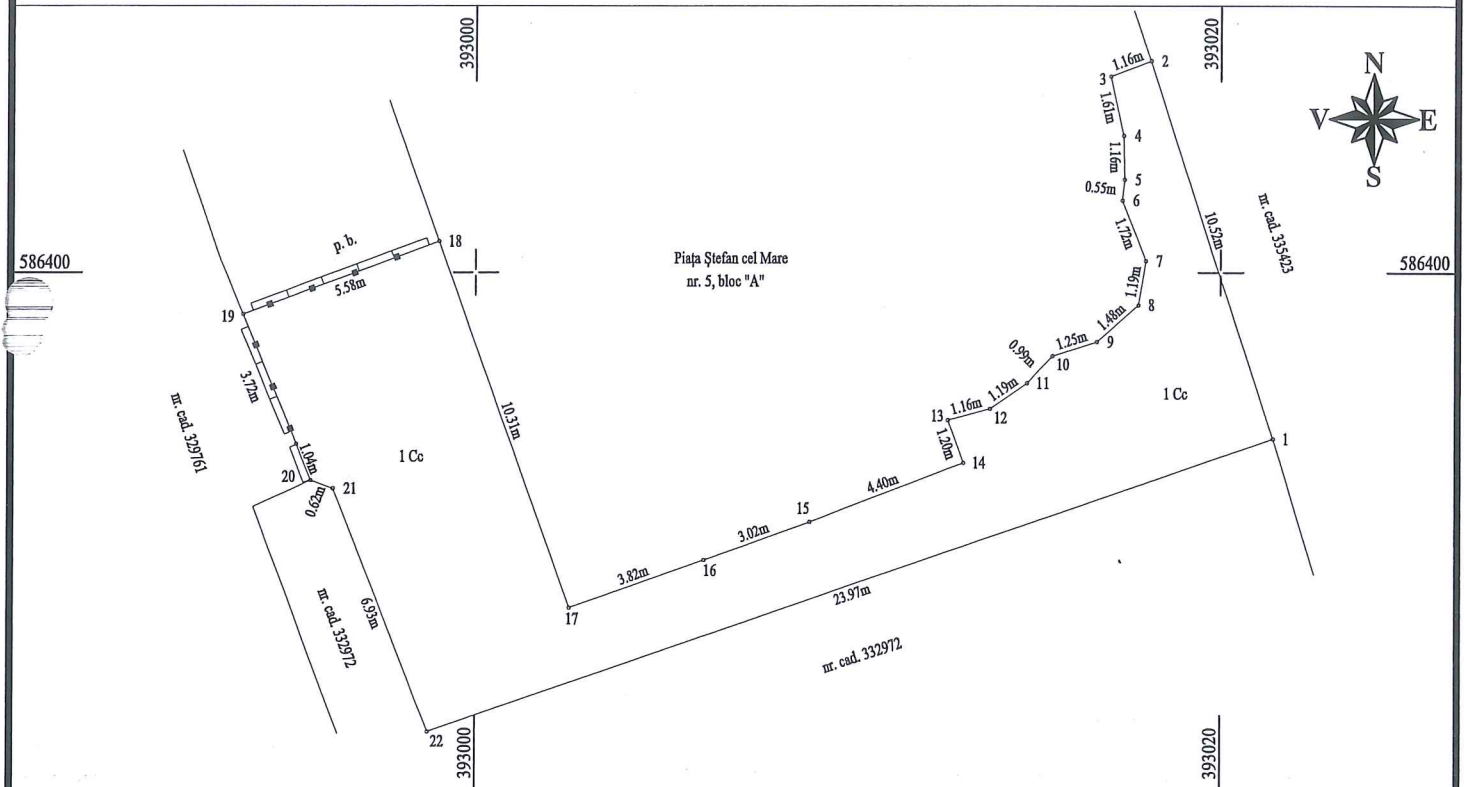 393000
393020
N
V E
S
1.16m
2
3
1.61m
4
1.16m
5
0.55m
6
1.72m
10.52m
nr. cad. 335423
7
1.19m
8
1.48m
9
1.25m
10
0.99m
11
1.19m
12
1.16m
13
1.20m
14
p. b.
18
5.58m
19
586400
586400
Piața Ștefan cel Mare
nr. 5, bloc "A"
3.72m
nr. cad. 329761
10.31m
1 Cc
1 Cc
1
1.04m
20
0.62m
21
4.40m
15
3.02m
16
3.82m
17
23.97m
6.93m
nr. cad. 332972
nr. cad. 332972
22
393000
393020